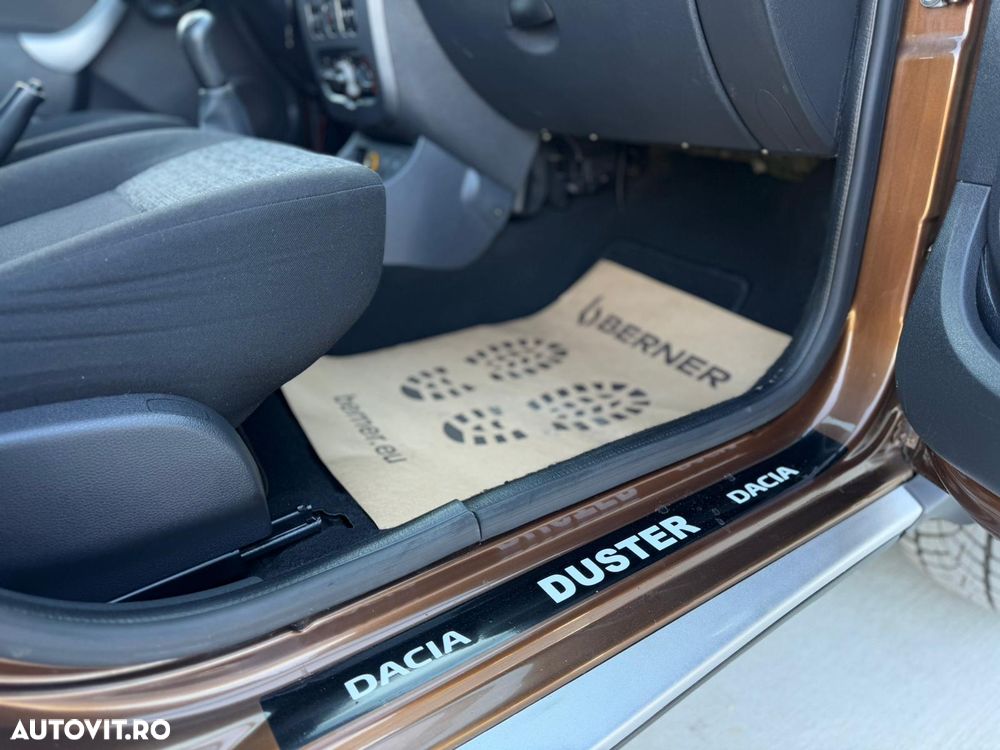 BERNER
berner.eu
DACIA DUSTER DACIA
AUTOVIT.RO